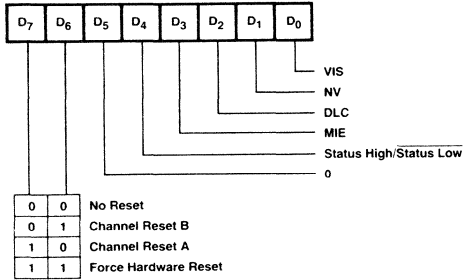 D7 D6 D5 D4 D3 D2 D1 D0
VIS
NV
DLC
MIE
Status High/Status Low
0
0 0 No Reset
0 1 Channel Reset B
1 0 Channel Reset A
1 1 Force Hardware Reset